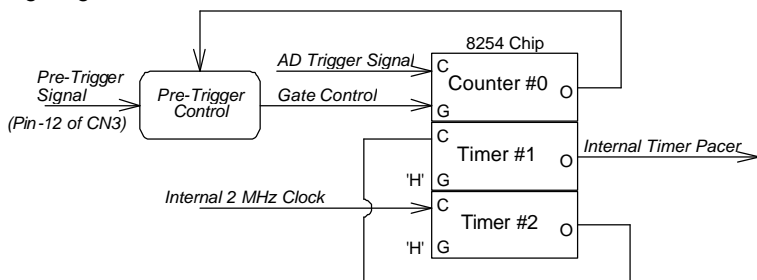 8254 Chip
AD Trigger Signal
C
Counter #0
O
Pre-Trigger
Signal
(Pin-12 of CN3)
Pre-Trigger
Control
Gate Control
G
C
Timer #1
O
Internal Timer Pacer
'H'
G
Internal 2 MHz Clock
C
Timer #2
O
'H'
G